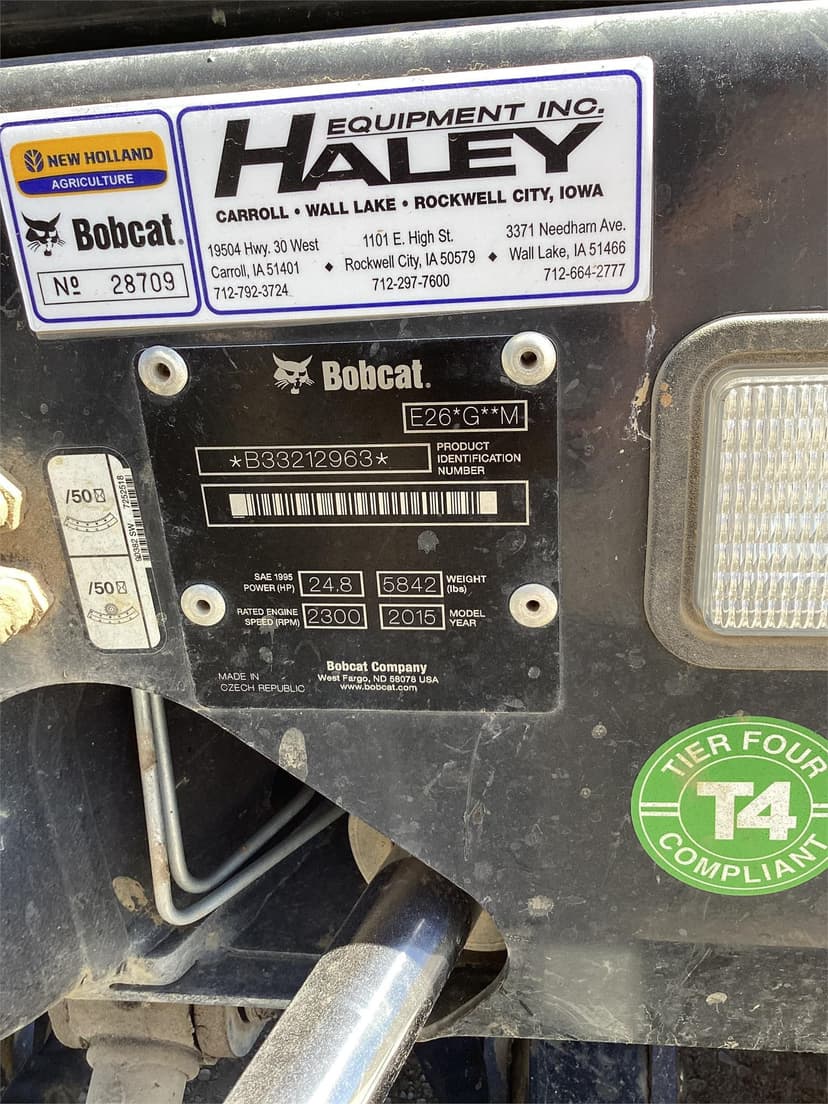 NEW HOLLAND
AGRICULTURE
Bobcat.
Nº 28709
EQUIPMENT INC.
HALEY
CARROLL • WALL LAKE • ROCKWELL CITY, IOWA
19504 Hwy. 30 West
Carroll, IA 51401
712-792-3724
◆
1101 E. High St.
Rockwell City, IA 50579
712-297-7600
◆
3371 Needham Ave.
Wall Lake, IA 51466
712-664-2777
Bobcat.
E26*G**M
*B33212963*
PRODUCT
IDENTIFICATION
NUMBER
SAE 1995
POWER (HP)
24.8
5842
WEIGHT
(lbs)
RATED ENGINE
SPEED (RPM)
2300
2015
MODEL
YEAR
MADE IN
CZECH REPUBLIC
Bobcat Company
West Fargo, ND 58078 USA
www.bobcat.com
/50
/50
90382 SW 7252518
TIER FOUR
T4
COMPLIANT